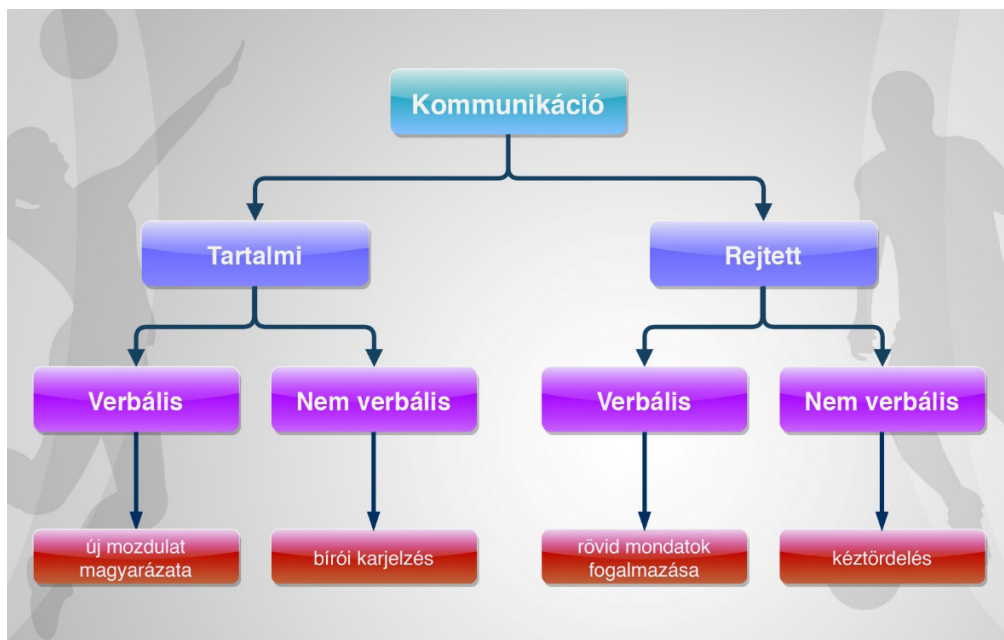 Kommunikáció
Tartalmi
Rejtett
Verbális
Nem verbális
Verbális
Nem verbális
új mozdulat
magyarázata
bírói karjelzés
rövid mondatok
fogalmazása
kéztördelés